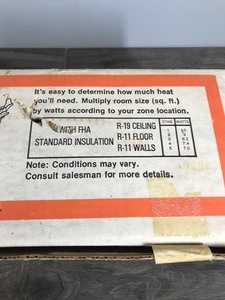 It's easy to determine how much heat
you'll need. Multiply room size (sq. ft.)
by watts according to your zone location.
WITH FHA R-19 CEILING ZONE WATTS
STANDARD INSULATION R-11 FLOOR
R-11 WALLS
Note: Conditions may vary.
Consult salesman for more details.